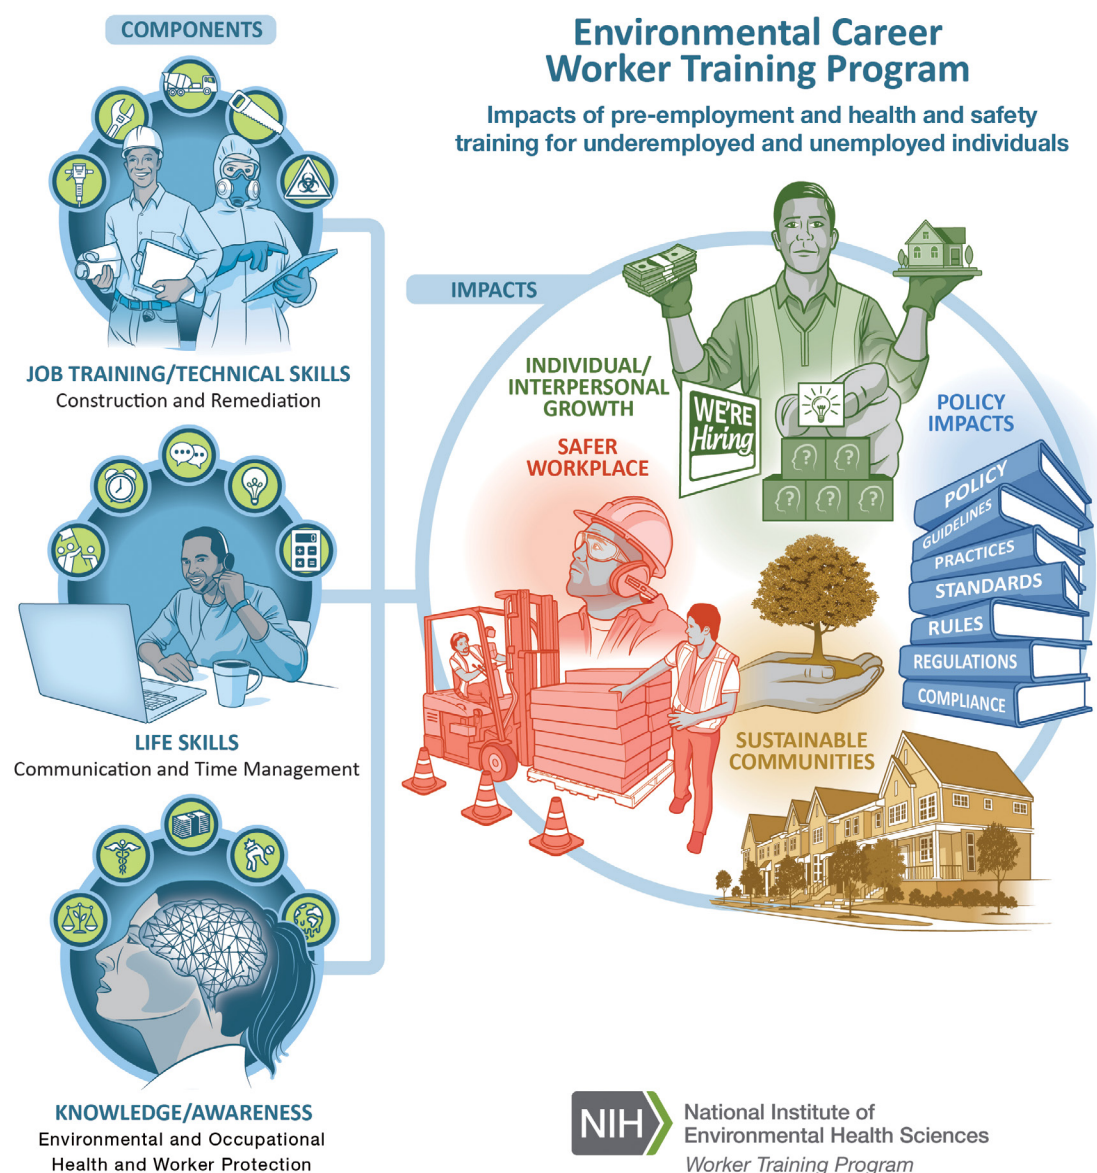 COMPONENTS
Environmental Career
Worker Training Program
Impacts of pre-employment and health and safety
training for underemployed and unemployed individuals
JOB TRAINING/TECHNICAL SKILLS
Construction and Remediation
LIFE SKILLS
Communication and Time Management
KNOWLEDGE/AWARENESS
Environmental and Occupational
Health and Worker Protection
IMPACTS
INDIVIDUAL/
INTERPERSONAL
GROWTH
WE'RE
Hiring
? ?
? ? ?
SAFER
WORKPLACE
POLICY
IMPACTS
POLICY
GUIDELINES
PRACTICES
STANDARDS
RULES
REGULATIONS
COMPLIANCE
SUSTAINABLE
COMMUNITIES
NIH
National Institute of
Environmental Health Sciences
Worker Training Program